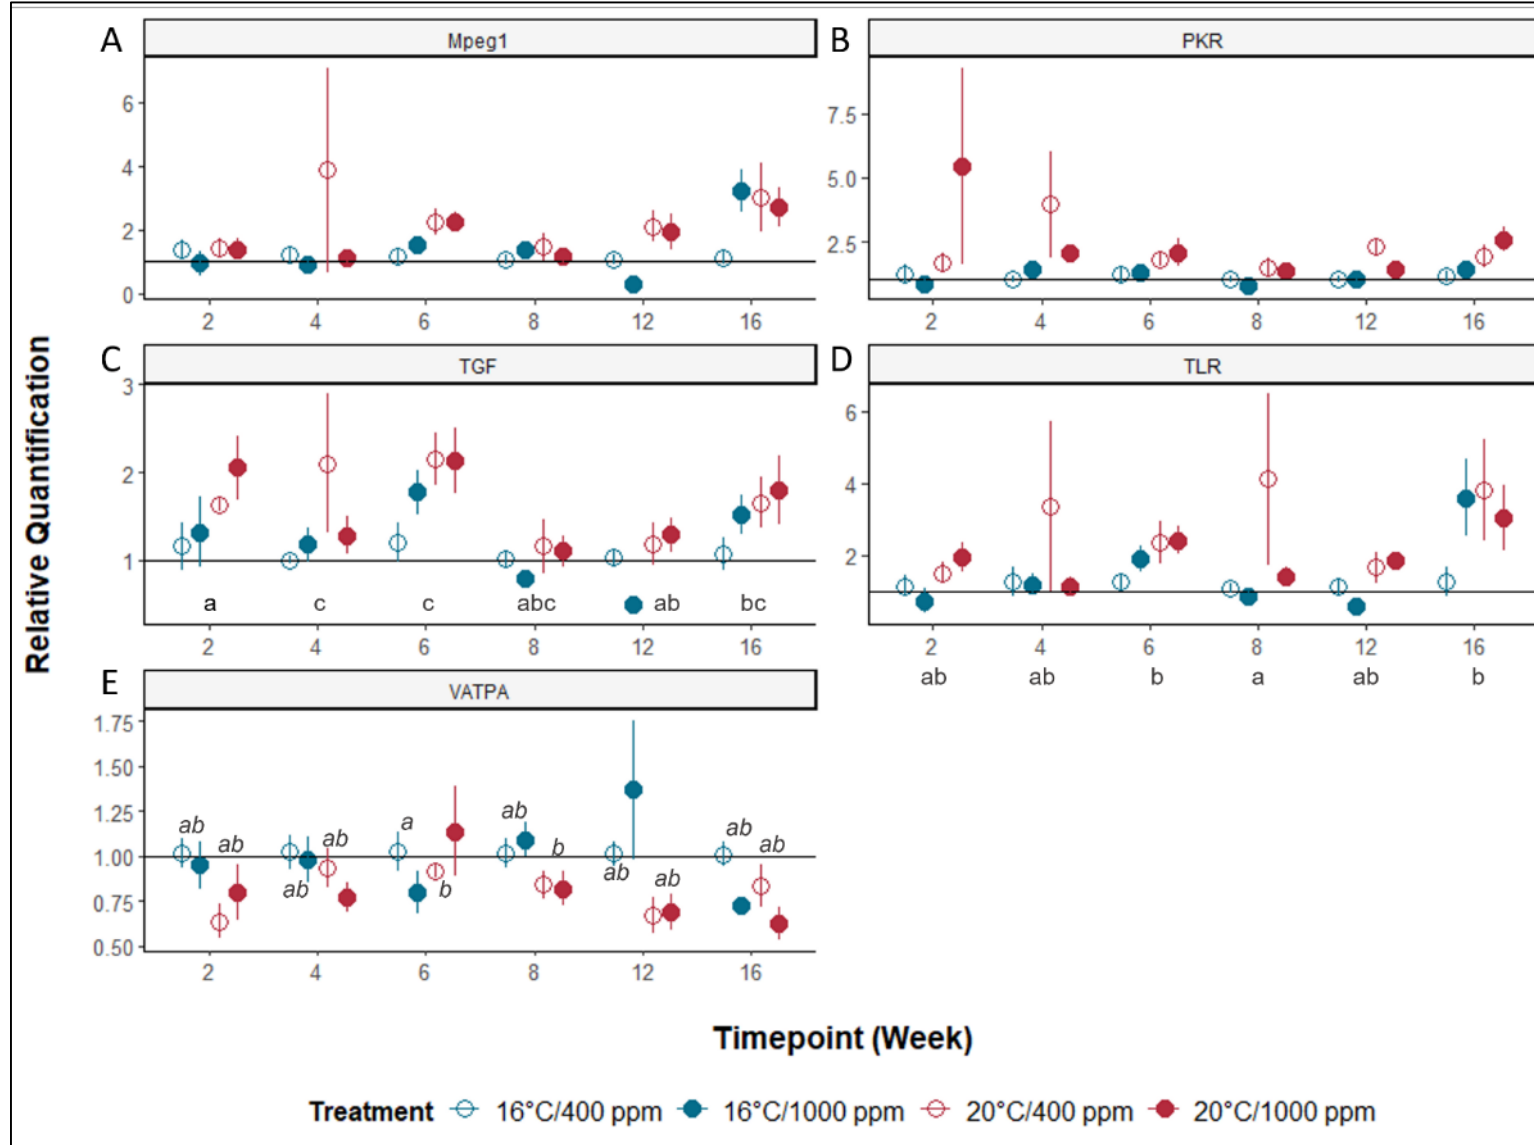 A
Mpeg1
6
4
2
0
2 4 6 8 12 16
B
PKR
7.5
5.0
2.5
2 4 6 8 12 16
C
TGF
3
2
1
a c c abc ab bc
2 4 6 8 12 16
D
TLR
6
4
2
2 4 6 8 12 16
ab ab b a ab b
E
VATPA
1.75
1.50
1.25
1.00
0.75
0.50
ab ab ab ab a b ab b ab ab ab ab
2 4 6 8 12 16
Relative Quantification
Timepoint (Week)
Treatment 16°C/400 ppm 16°C/1000 ppm 20°C/400 ppm 20°C/1000 ppm